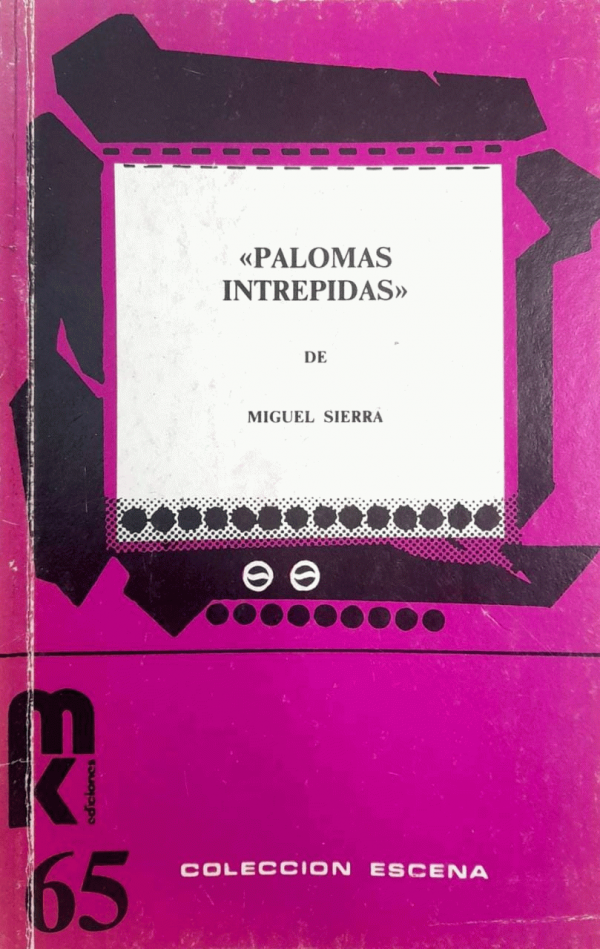 «PALOMAS
INTREPIDAS»
DE
MIGUEL SIERRA
mk
ediciones
65
COLECCION ESCENA